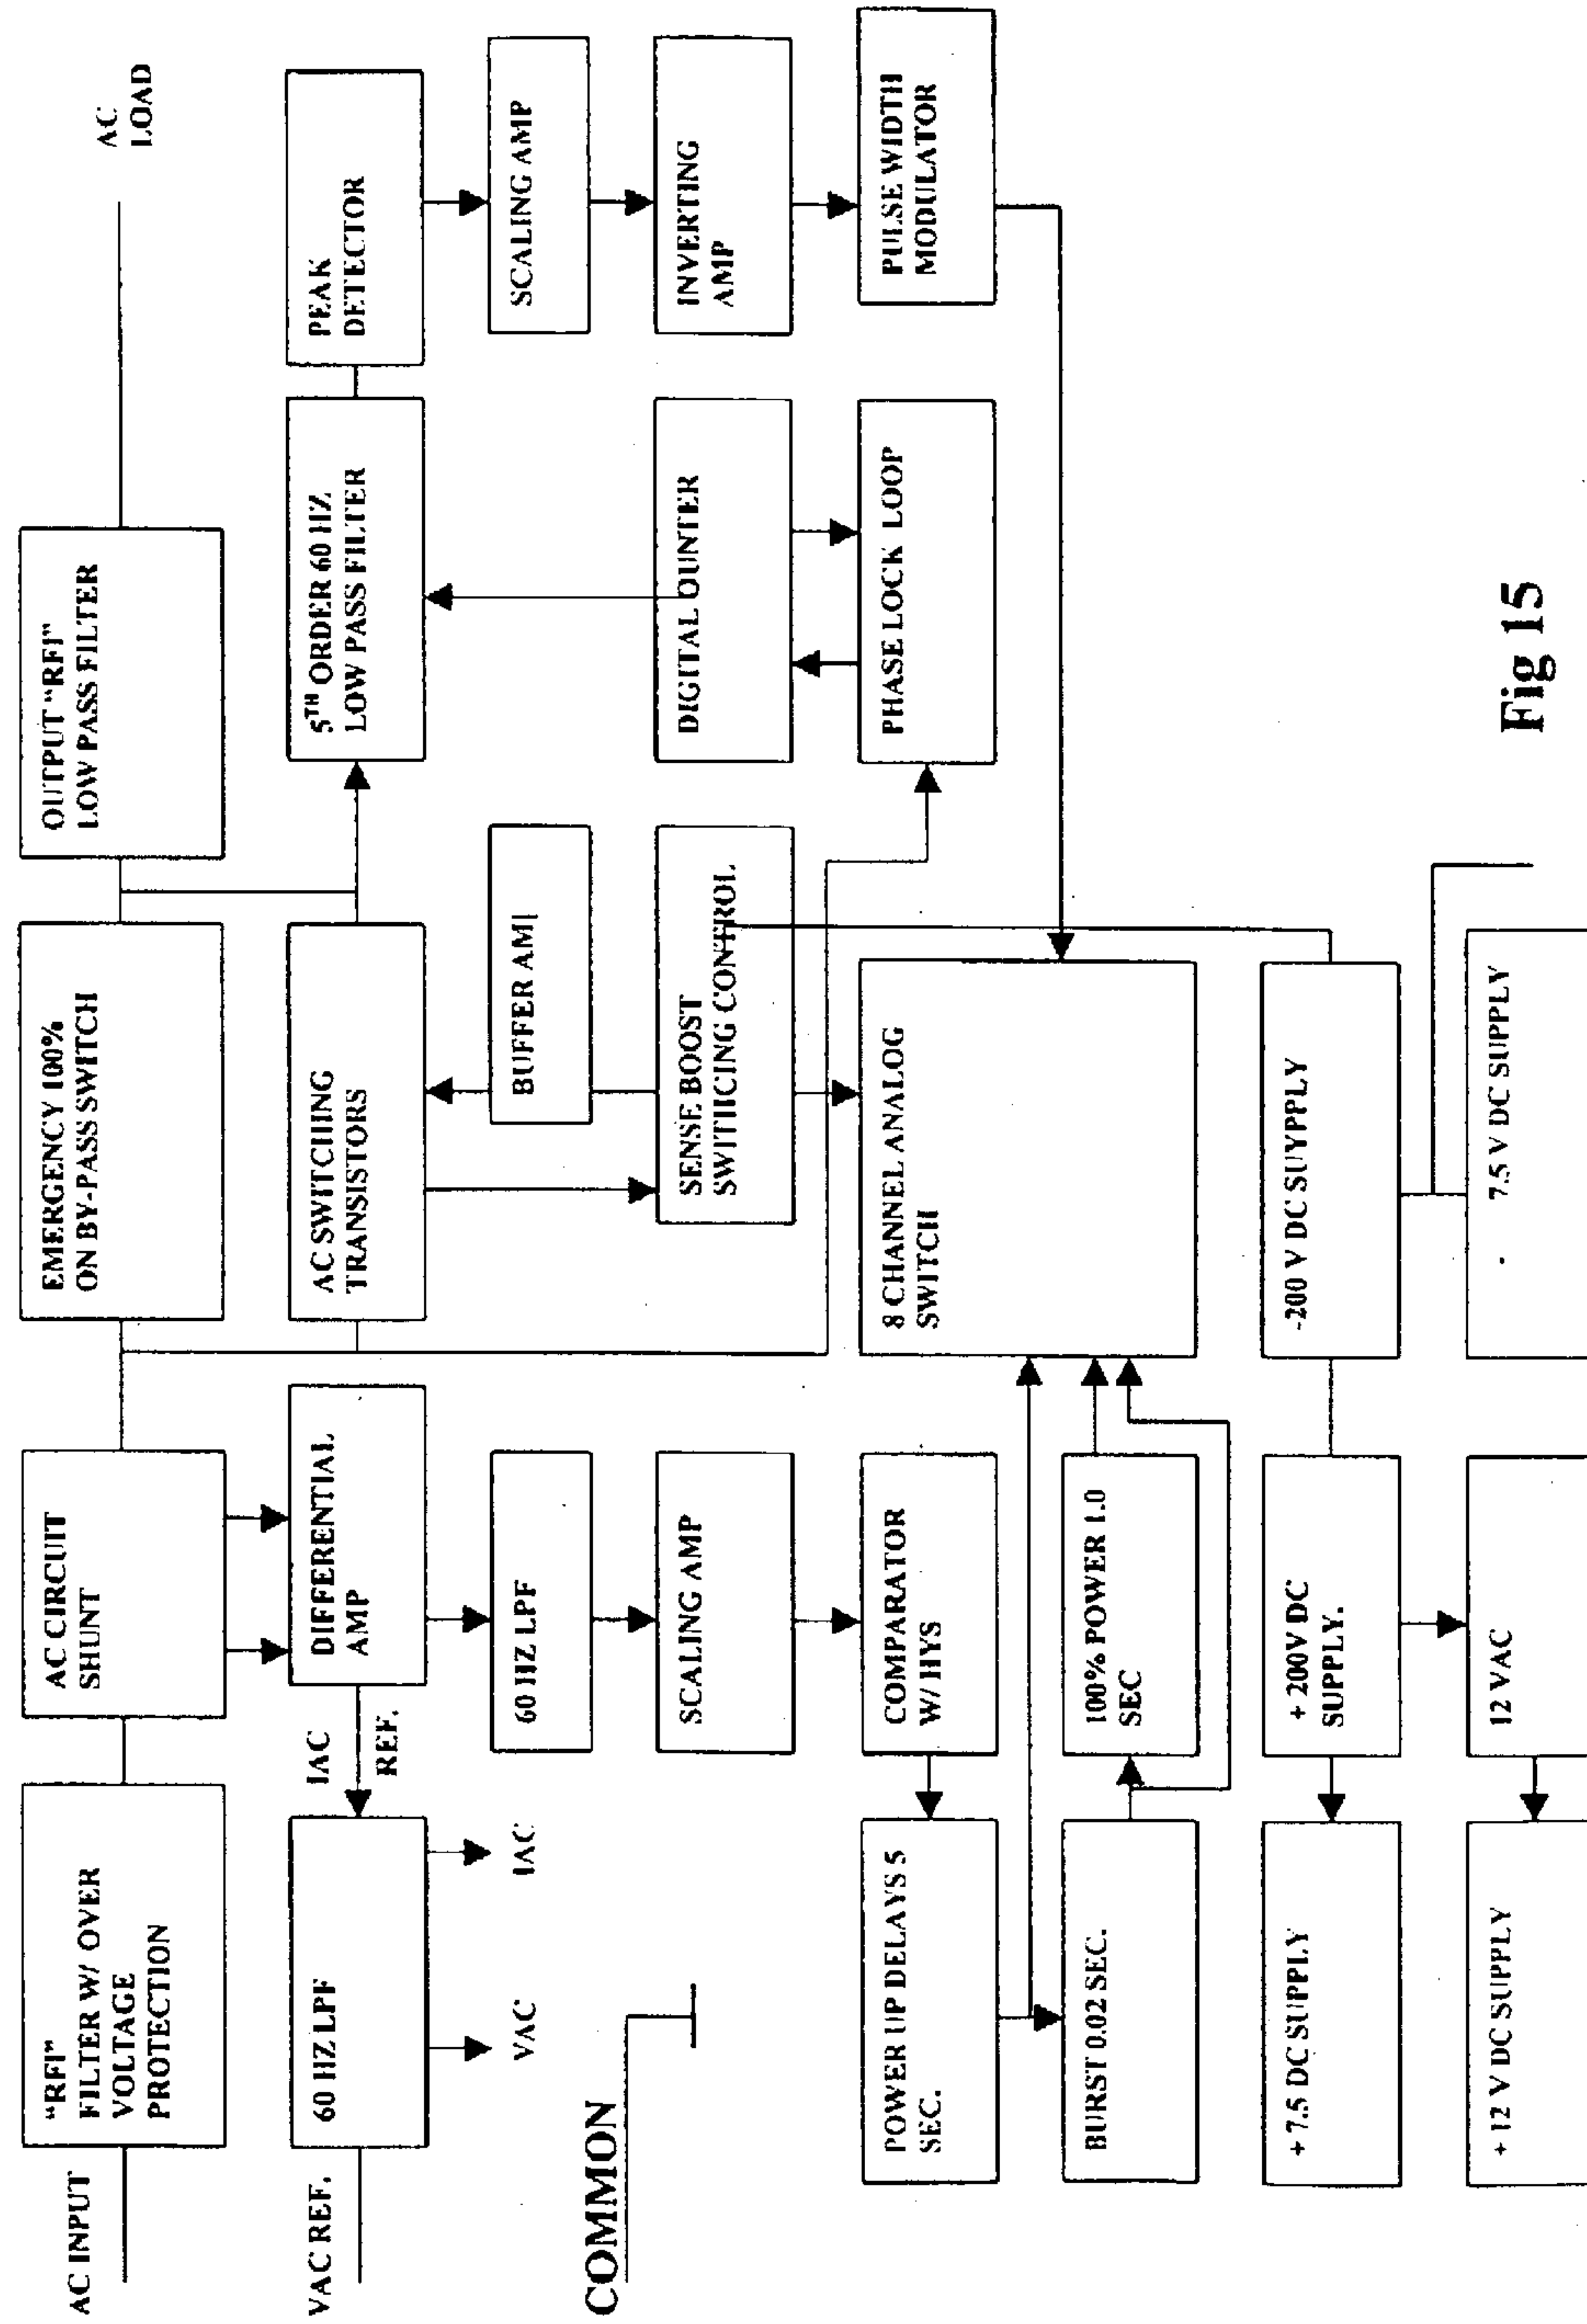 AC INPUT
"RFI"
FILTER W/ OVER
VOLTAGE
PROTECTION
AC CIRCUIT
SHUNT
EMERGENCY 100%
ON BY-PASS SWITCH
OUTPUT "RFI"
LOW PASS FILTER
AC
LOAD
VAC REF.
60 HZ LPF
IAC
REF.
DIFFERENTIAL
AMP
AC SWITCHING
TRANSISTORS
5TH ORDER 60 HZ
LOW PASS FILTER
PEAK
DETECTOR
VAC
IAC
60 HZ LPF
BUFFER AM
SCALING AMP
COMMON
SCALING AMP
SENSE BOOST
SWITHCING CONTROL
DIGITAL OUNTER
INVERTING
AMP
POWER UP DELAYS 5
SEC.
COMPARATOR
W/ HYS
8 CHANNEL ANALOG
SWITCH
PHASE LOCK LOOP
PULSE WIDTH
MODULATOR
BURST 0.02 SEC.
100% POWER 1.0
SEC
+ 7.5 DC SUPPLY
+ 200V DC
SUPPLY.
-200 V DC SUYPPLY
+ 12 V DC SUPPLY
12 VAC
- 7.5 V DC SUPPLY
Fig 15